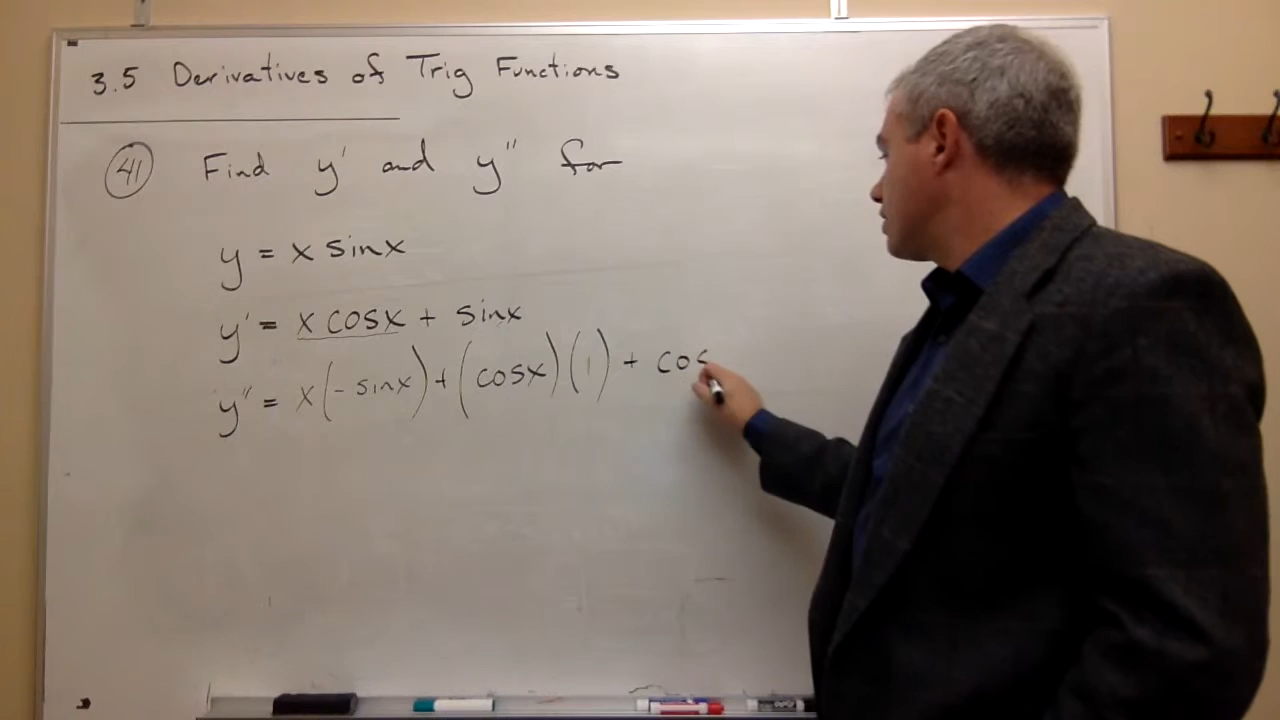 3.5 Derivatives of Trig Functions
41 Find y' and y" for
y = x sinx
y' = x cosx + sinx
y" = x(- sinx) + (cosx)(1) + cos